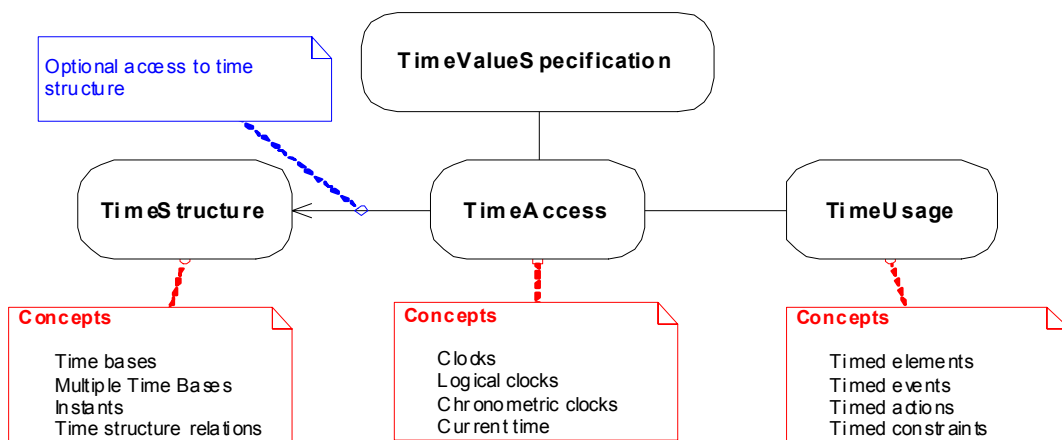 Optional access to time
structure
TimeValueSpecification
TimeStructure
TimeAccess
TimeUsage
Concepts
Time bases
Multiple Time Bases
Instants
Time structure relations
Concepts
Clocks
Logical clocks
Chronometric clocks
Current time
Concepts
Timed elements
Timed events
Timed actions
Timed constraints